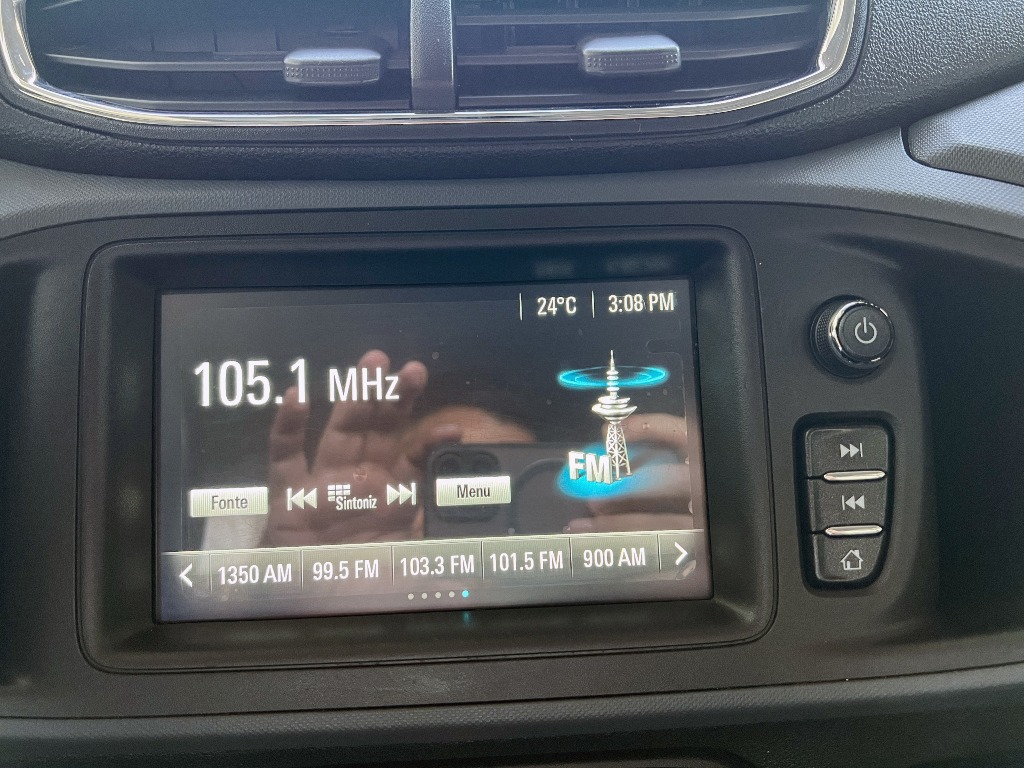 24°C 3:08 PM
105.1 MHz
FM
Fonte Sintoniz Menu
1350 AM 99.5 FM 103.3 FM 101.5 FM 900 AM